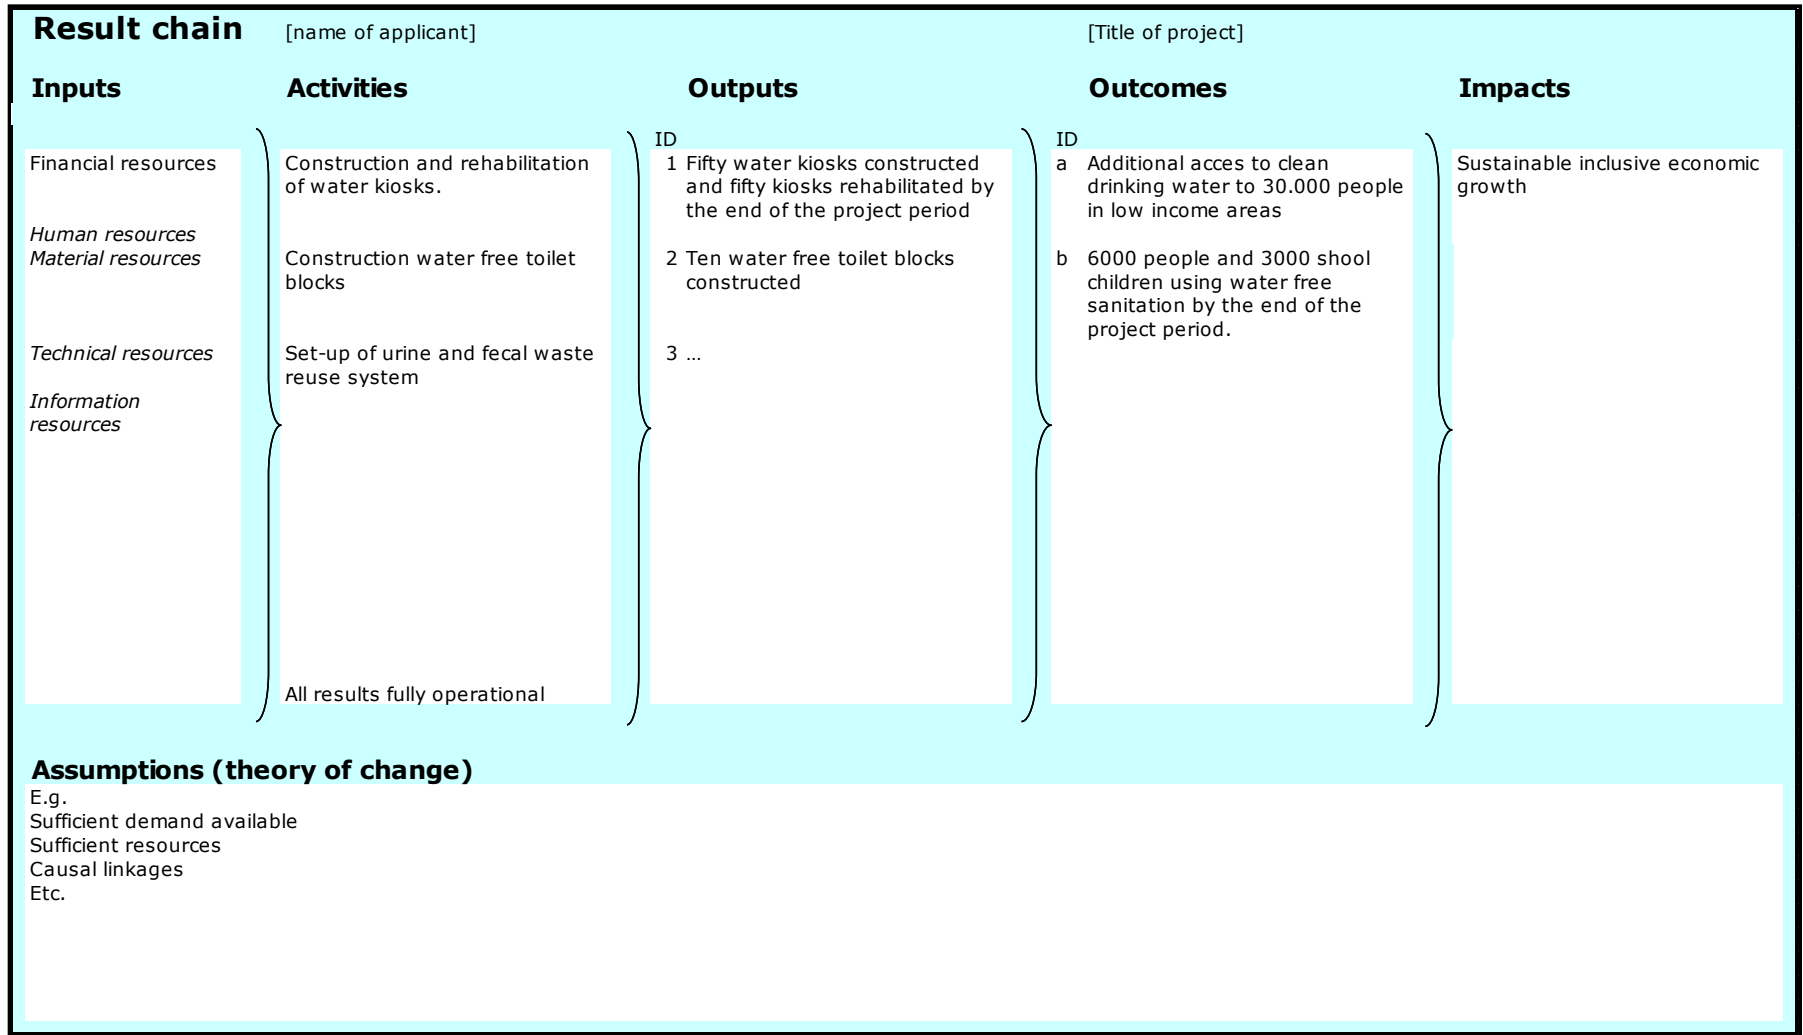 Result chain [name of applicant] [Title of project]
Inputs Activities Outputs Outcomes Impacts
ID ID
Financial resources
Human resources
Material resources
Technical resources
Information
resources
Construction and rehabilitation
of water kiosks.
Construction water free toilet
blocks
Set-up of urine and fecal waste
reuse system
All results fully operational
1 Fifty water kiosks constructed
and fifty kiosks rehabilitated by
the end of the project period
2 Ten water free toilet blocks
constructed
3 ...
a Additional acces to clean
drinking water to 30.000 people
in low income areas
b 6000 people and 3000 shool
children using water free
sanitation by the end of the
project period.
Sustainable inclusive economic
growth
Assumptions (theory of change)
E.g.
Sufficient demand available
Sufficient resources
Causal linkages
Etc.